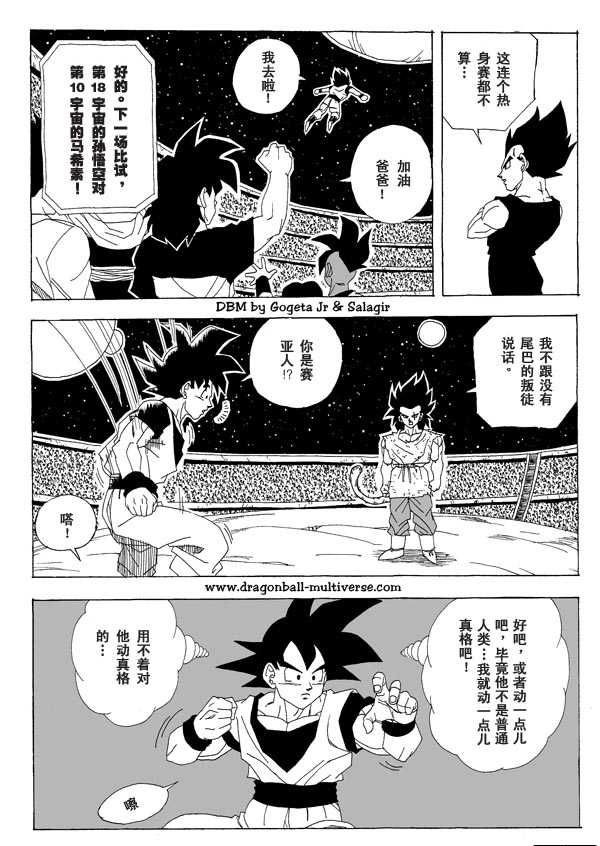 这连个热
身赛都不
算…
加油
爸爸！
我去
啦！
好的。下一场比试，
第18宇宙的孙悟空对
第10宇宙的马希素！
DBM by Gogeta Jr & Salagir
我不跟没有
尾巴的叛徒
说话。
你是赛
亚人!?
嗒！
www.dragonball-multiverse.com
好吧，或者动一点儿
吧，毕竟他不是普通
人类…我就动一点儿
真格吧！
用不着对
他动真格
的…